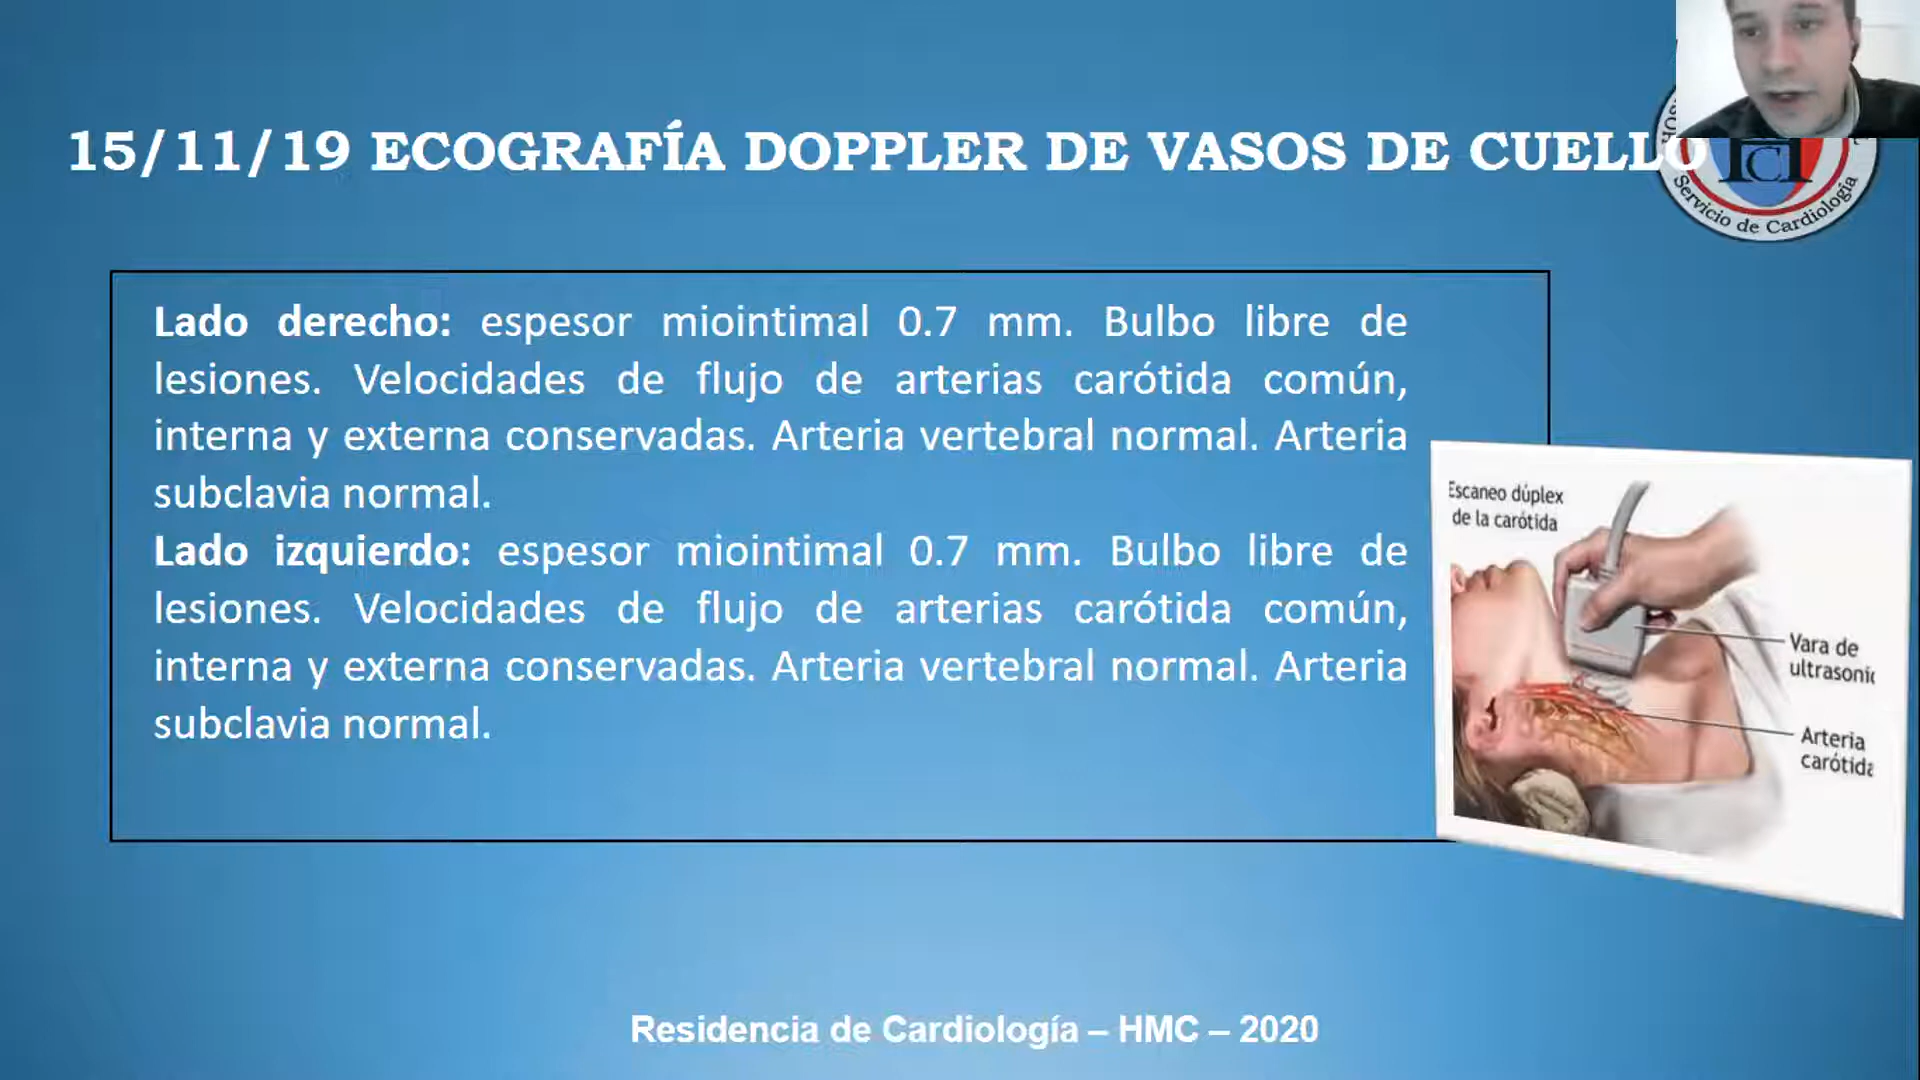 15/11/19 ECOGRAFÍA DOPPLER DE VASOS DE CUELLO
Servicio de Cardiología
Lado derecho: espesor miointimal 0.7 mm. Bulbo libre de
lesiones. Velocidades de flujo de arterias carótida común,
interna y externa conservadas. Arteria vertebral normal. Arteria
subclavia normal.
Lado izquierdo: espesor miointimal 0.7 mm. Bulbo libre de
lesiones. Velocidades de flujo de arterias carótida común,
interna y externa conservadas. Arteria vertebral normal. Arteria
subclavia normal.
Escaneo dúplex
de la carótida
Vara de
Arteria
carótida
Residencia de Cardiología – HMC – 2020